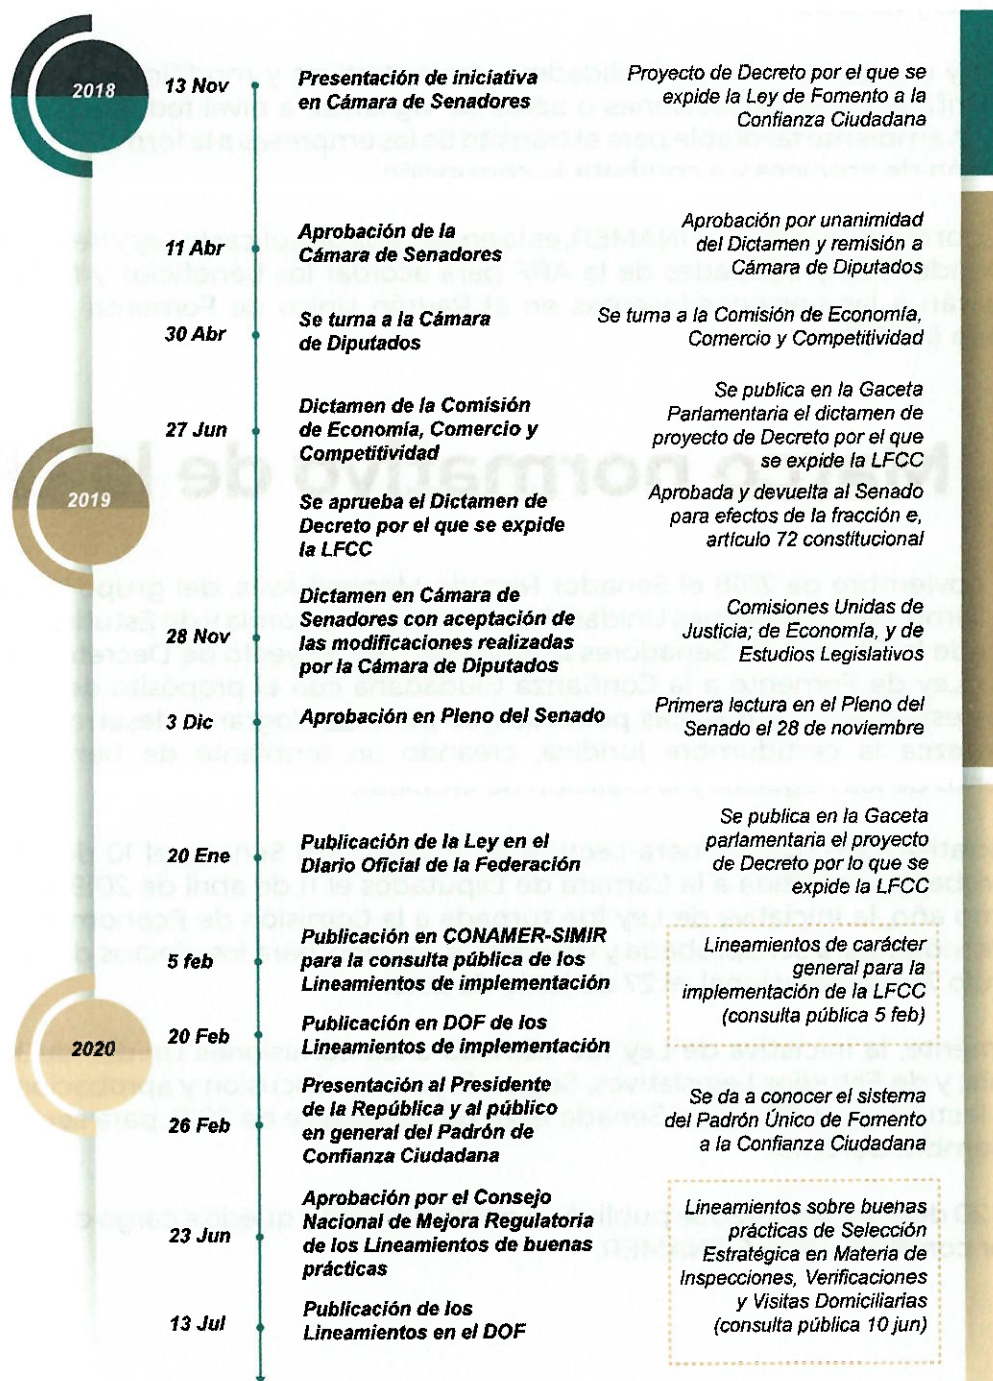 2018
13 Nov
Presentación de iniciativa
en Cámara de Senadores
Proyecto de Decreto por el que se
expide la Ley de Fomento a la
Confianza Ciudadana
11 Abr
Aprobación de la
Cámara de Senadores
Aprobación por unanimidad
del Dictamen y remisión a
Cámara de Diputados
30 Abr
Se turna a la Cámara
de Diputados
Se turna a la Comisión de Economía,
Comercio y Competitividad
2019
27 Jun
Dictamen de la Comisión
de Economía, Comercio y
Competitividad
Se publica en la Gaceta
Parlamentaria el dictamen de
proyecto de Decreto por el que
se expide la LFCC
Se aprueba el Dictamen de
Decreto por el que se expide
la LFCC
Aprobada y devuelta al Senado
para efectos de la fracción e,
artículo 72 constitucional
28 Nov
Dictamen en Cámara de
Senadores con aceptación de
las modificaciones realizadas
por la Cámara de Diputados
Comisiones Unidas de
Justicia; de Economía, y de
Estudios Legislativos
3 Dic
Aprobación en Pleno del Senado
Primera lectura en el Pleno del
Senado el 28 de noviembre
20 Ene
Publicación de la Ley en el
Diario Oficial de la Federación
Se publica en la Gaceta
parlamentaria el proyecto
de Decreto por lo que se
expide la LFCC
5 feb
Publicación en CONAMER-SIMIR
para la consulta pública de los
Lineamientos de implementación
Lineamientos de carácter
general para la
implementación de la LFCC
(consulta pública 5 feb)
2020
20 Feb
Publicación en DOF de los
Lineamientos de implementación
26 Feb
Presentación al Presidente
de la República y al público
en general del Padrón de
Confianza Ciudadana
Se da a conocer el sistema
del Padrón Único de Fomento
a la Confianza Ciudadana
23 Jun
Aprobación por el Consejo
Nacional de Mejora Regulatoria
de los Lineamientos de buenas
prácticas
Lineamientos sobre buenas
prácticas de Selección
Estratégica en Materia de
Inspecciones, Verificaciones
y Visitas Domiciliarias
(consulta pública 10 jun)
13 Jul
Publicación de los
Lineamientos en el DOF